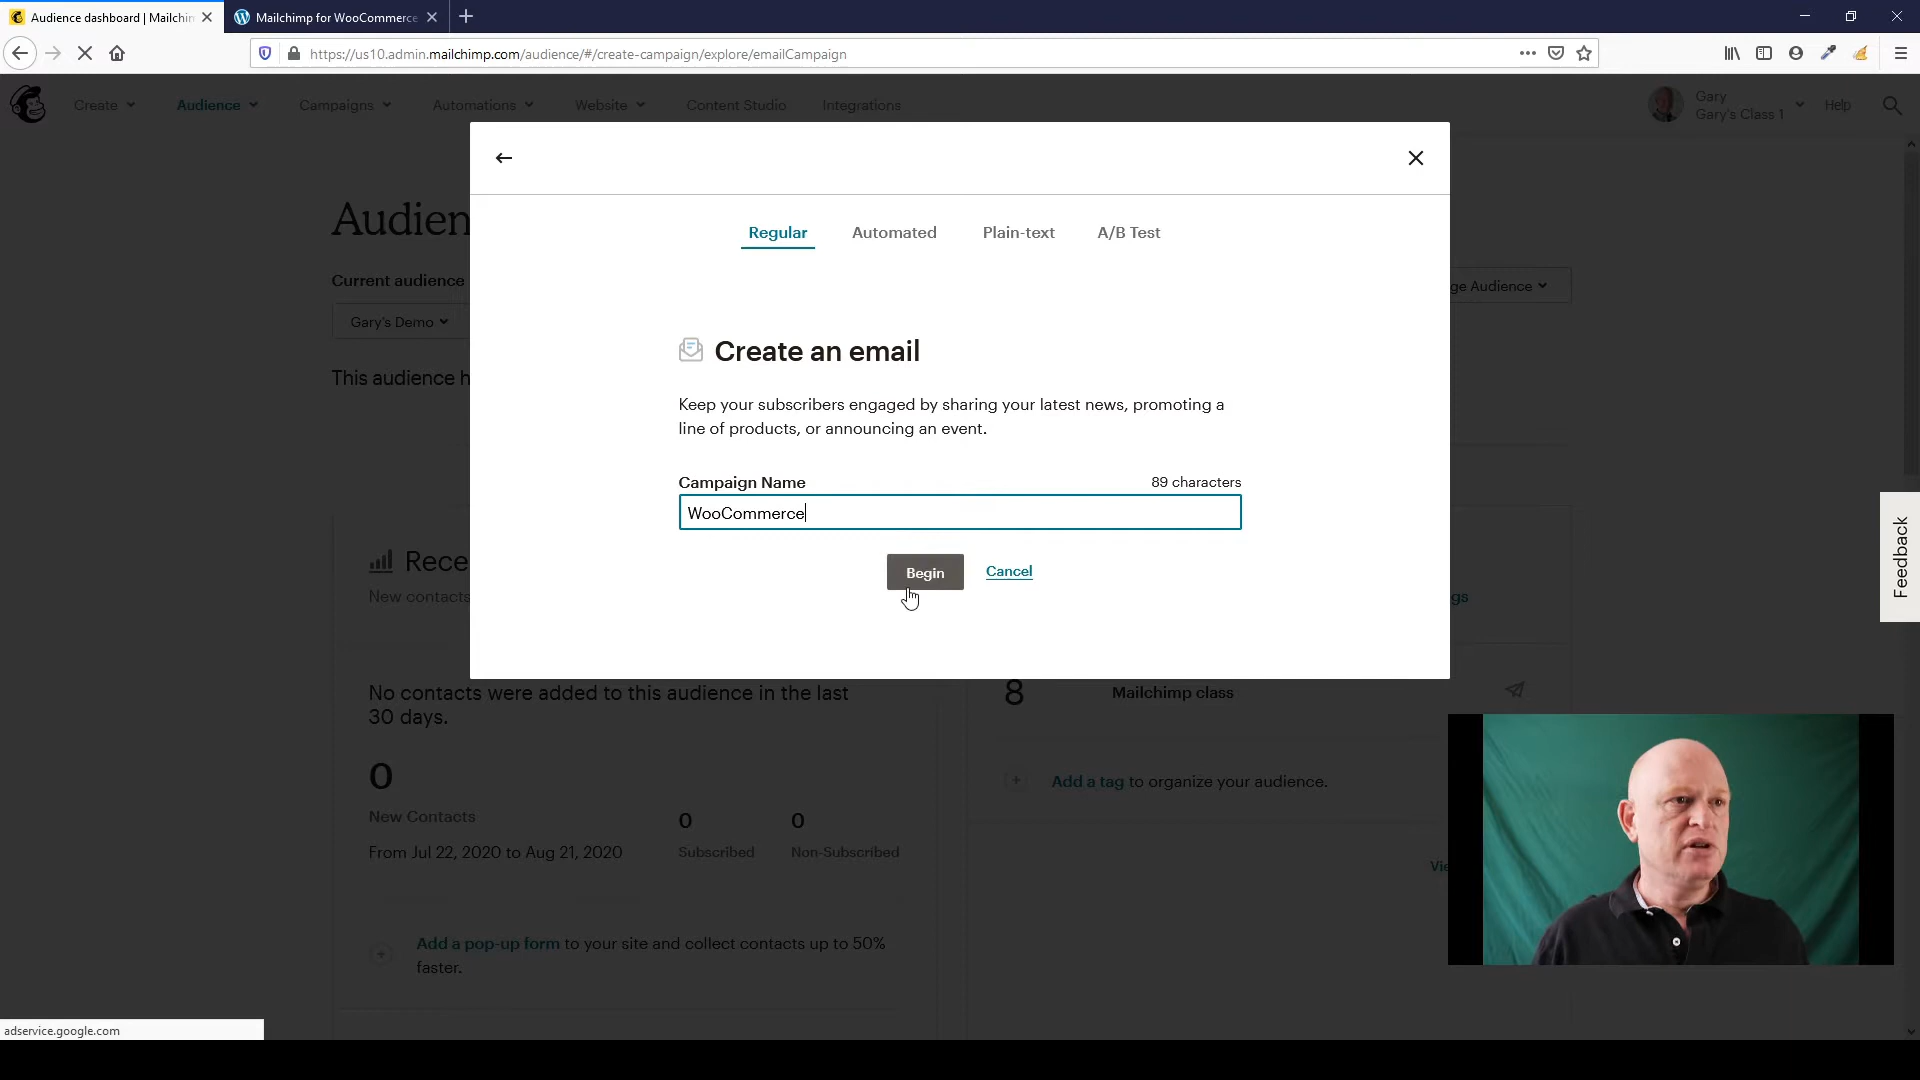 Audience dashboard | Mailchim
Mailchimp for WooCommerce
https://us10.admin.mailchimp.com/audience/#/create-campaign/explore/emailCampaign
Create
Audience
Campaigns
Automations
Website
Content Studio
Integrations
Gary
Gary's Class 1
Help
Regular
Automated
Plain-text
A/B Test
Audien
Current audience
ge Audience
Gary's Demo
This audience h
Create an email
Keep your subscribers engaged by sharing your latest news, promoting a
line of products, or announcing an event.
Campaign Name
89 characters
WooCommerce
Begin
Cancel
Feedback
Rece
New contacts
gs
No contacts were added to this audience in the last
30 days.
8
Mailchimp class
0
New Contacts
From Jul 22, 2020 to Aug 21, 2020
0
Subscribed
0
Non-Subscribed
Add a tag to organize your audience.
Vie
Add a pop-up form to your site and collect contacts up to 50%
faster.
adservice.google.com